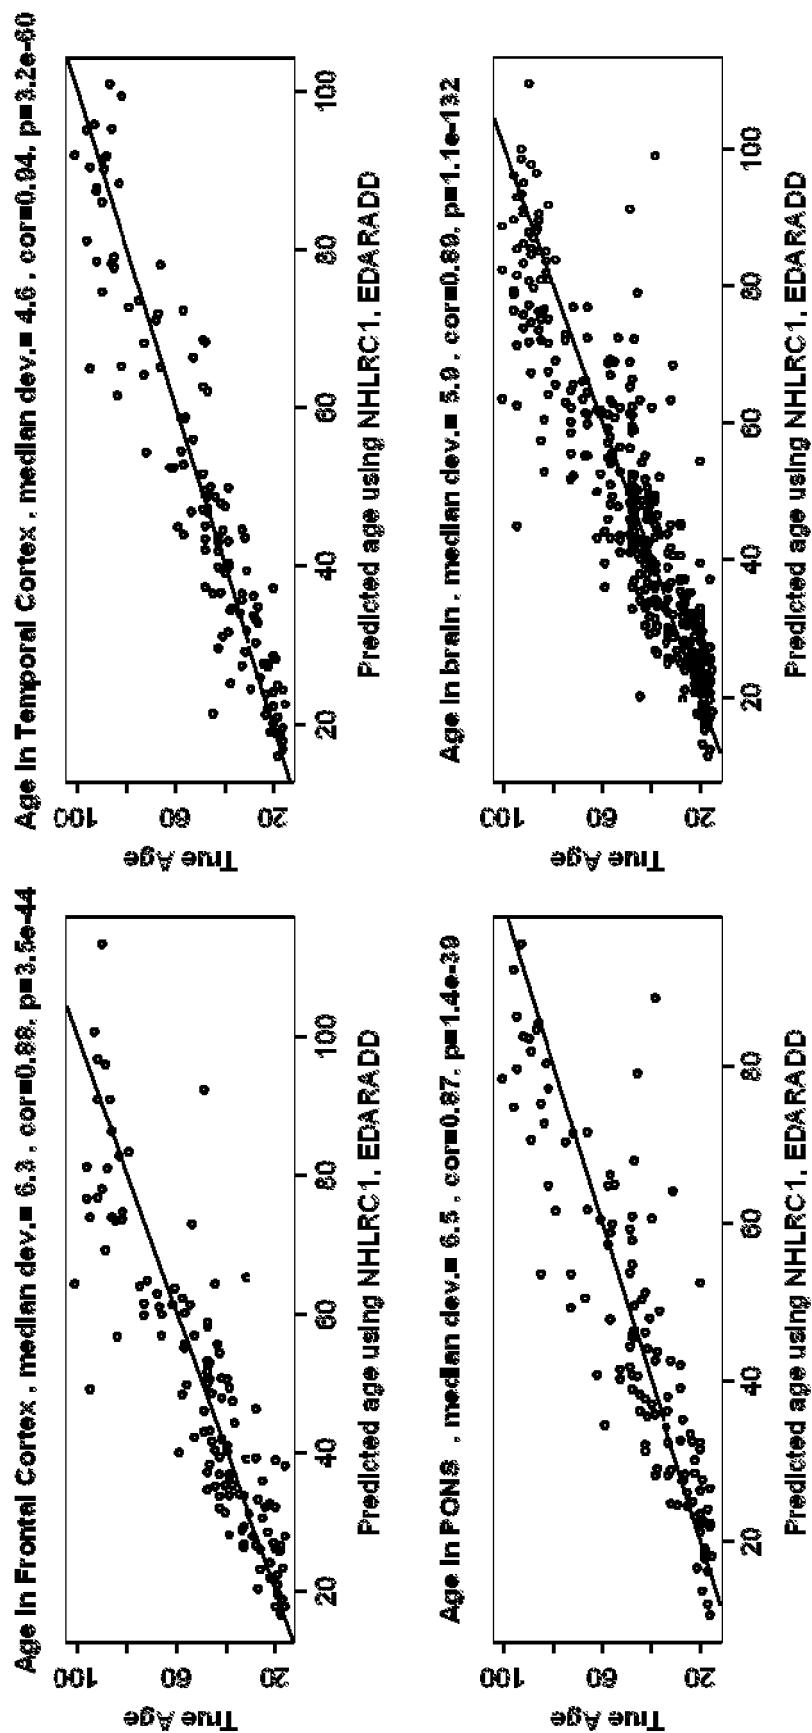 Age in Frontal Cortex , median dev.= 6.3 , cor=0.88, p=3.5e-44
True Age
100
60
20
20 40 60 80 100
Predicted age using NHLRC1, EDARADD
Age in Temporal Cortex , median dev.= 4.6 , cor=0.94, p=3.2e-60
True Age
100
60
20
20 40 60 80 100
Predicted age using NHLRC1, EDARADD
Age in PONS , median dev.= 6.5 , cor=0.87, p=1.4e-39
True Age
100
60
20
20 40 60 80
Predicted age using NHLRC1, EDARADD
Age in brain , median dev.= 5.9 , cor=0.89, p=1.1e-132
True Age
100
60
20
20 40 60 80 100
Predicted age using NHLRC1, EDARADD